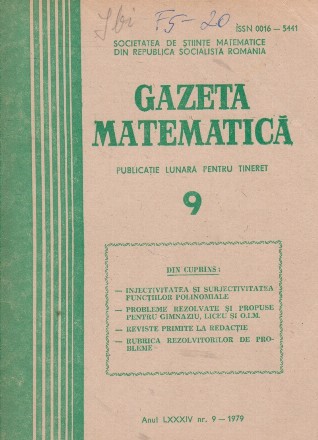 F5-20
ISSN 0016 — 5441
SOCIETATEA DE ȘTIINȚE MATEMATICE
DIN REPUBLICA SOCIALISTĂ ROMÂNIA
GAZETA
MATEMATICĂ
PUBLICAȚIE LUNARĂ PENTRU TINERET
9
DIN CUPRINS :
— INJECTIVITATEA ȘI SURJECTIVITATEA
FUNCȚIILOR POLINOMIALE
— PROBLEME REZOLVATE ȘI PROPUSE
PENTRU GIMNAZIU, LICEU ȘI O.I.M.
— REVISTE PRIMITE LA REDACȚIE
— RUBRICA REZOLVITORILOR DE PRO-
BLEME
Anul LXXXIV nr. 9 — 1979